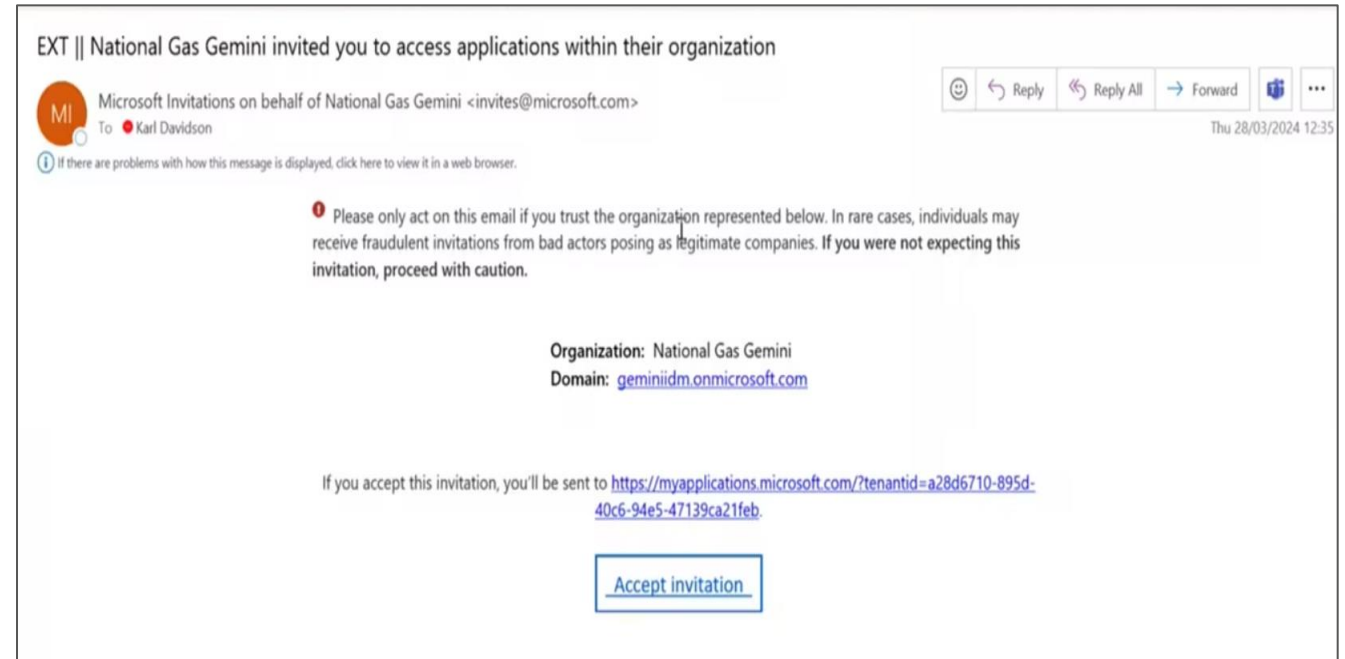 EXT || National Gas Gemini invited you to access applications within their organization
MI
Microsoft Invitations on behalf of National Gas Gemini <invites@microsoft.com>
To Karl Davidson
Reply
Reply All
Forward
Thu 28/03/2024 12:35
If there are problems with how this message is displayed, click here to view it in a web browser.
Please only act on this email if you trust the organization represented below. In rare cases, individuals may
receive fraudulent invitations from bad actors posing as legitimate companies. If you were not expecting this
invitation, proceed with caution.
Organization: National Gas Gemini
Domain: geminiidm.onmicrosoft.com
If you accept this invitation, you'll be sent to https://myapplications.microsoft.com/?tenantid=a28d6710-895d-
40c6-94e5-47139ca21feb.
Accept invitation